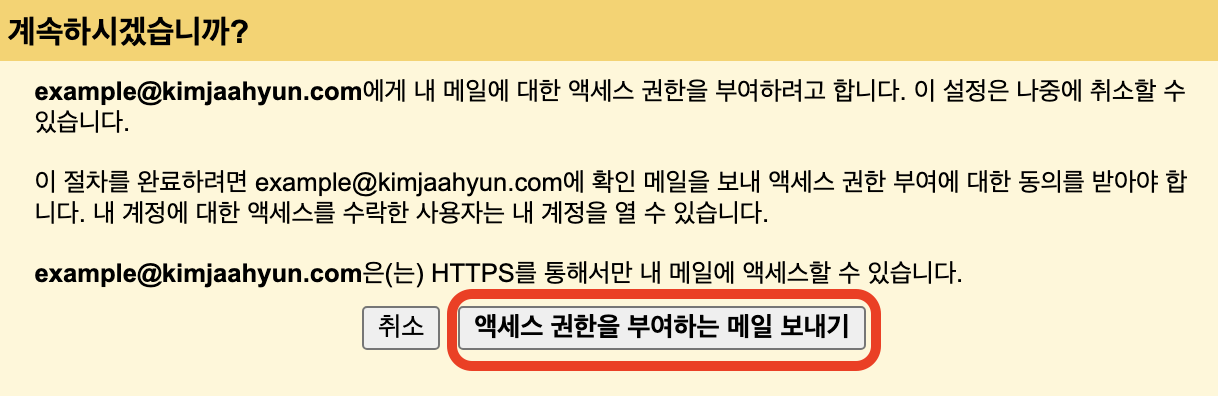 계속하시겠습니까?
example@kimjaahyun.com에게 내 메일에 대한 액세스 권한을 부여하려고 합니다. 이 설정은 나중에 취소할 수
있습니다.
이 절차를 완료하려면 example@kimjaahyun.com에 확인 메일을 보내 액세스 권한 부여에 대한 동의를 받아야 합
니다. 내 계정에 대한 액세스를 수락한 사용자는 내 계정을 열 수 있습니다.
example@kimjaahyun.com은(는) HTTPS를 통해서만 내 메일에 액세스할 수 있습니다.
취소 액세스 권한을 부여하는 메일 보내기